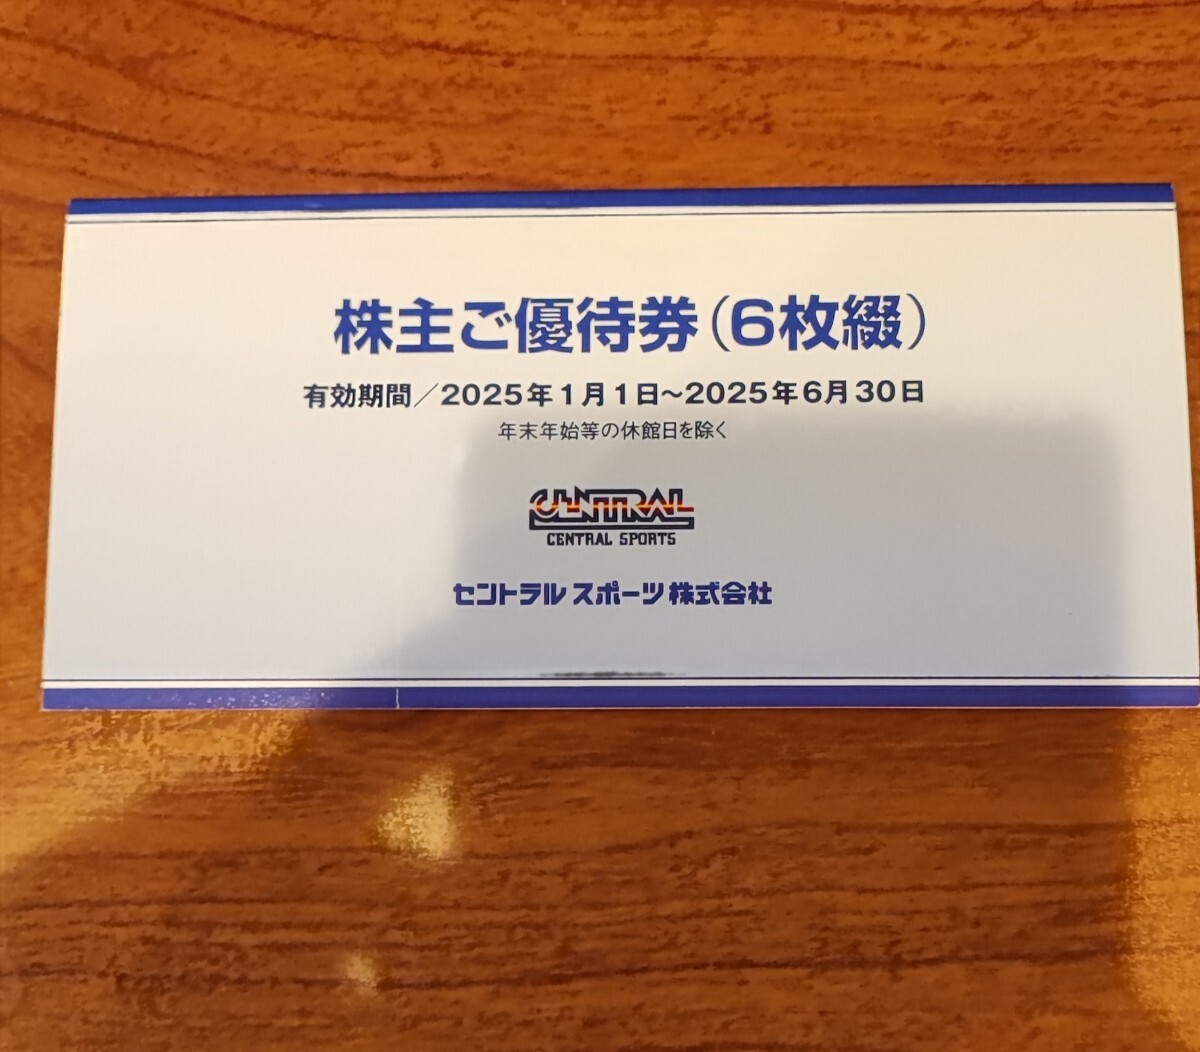 株主ご優待券（6枚綴）
有効期間／2025年1月1日～2025年6月30日
年末年始等の休館日を除く
CENTRAL
CENTRAL SPORTS
セントラルスポーツ株式会社